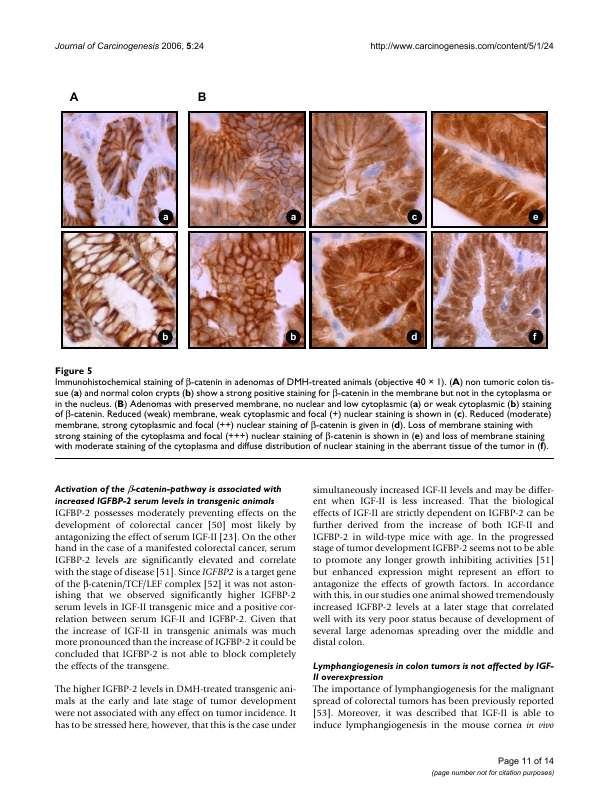 Journal of Carcinogenesis 2006, 5:24
http://www.carcinogenesis.com/content/5/1/24
A
B
a
a
c
e
b
b
d
f
Figure 5
Immunohistochemical staining of β-catenin in adenomas of DMH-treated animals (objective 40 × 1). (A) non tumoric colon tis-
sue (a) and normal colon crypts (b) show a strong positive staining for β-catenin in the membrane but not in the cytoplasma or
in the nucleus. (B) Adenomas with preserved membrane, no nuclear and low cytoplasmic (a) or weak cytoplasmic (b) staining
of β-catenin. Reduced (weak) membrane, weak cytoplasmic and focal (+) nuclear staining is shown in (c). Reduced (moderate)
membrane, strong cytoplasmic and focal (++) nuclear staining of β-catenin is given in (d). Loss of membrane staining with
strong staining of the cytoplasma and focal (+++) nuclear staining of β-catenin is shown in (e) and loss of membrane staining
with moderate staining of the cytoplasma and diffuse distribution of nuclear staining in the aberrant tissue of the tumor in (f).
Activation of the β-catenin-pathway is associated with
increased IGFBP-2 serum levels in transgenic animals
IGFBP-2 possesses moderately preventing effects on the
development of colorectal cancer [50] most likely by
antagonizing the effect of serum IGF-II [23]. On the other
hand in the case of a manifested colorectal cancer, serum
IGFBP-2 levels are significantly elevated and correlate
with the stage of disease [51]. Since IGFBP2 is a target gene
of the β-catenin/TCF/LEF complex [52] it was not aston-
ishing that we observed significantly higher IGFBP-2
serum levels in IGF-II transgenic mice and a positive cor-
relation between serum IGF-II and IGFBP-2. Given that
the increase of IGF-II in transgenic animals was much
more pronounced than the increase of IGFBP-2 it could be
concluded that IGFBP-2 is not able to block completely
the effects of the transgene.
The higher IGFBP-2 levels in DMH-treated transgenic ani-
mals at the early and late stage of tumor development
were not associated with any effect on tumor incidence. It
has to be stressed here, however, that this is the case under
simultaneously increased IGF-II levels and may be differ-
ent when IGF-II is less increased. That the biological
effects of IGF-II are strictly dependent on IGFBP-2 can be
further derived from the increase of both IGF-II and
IGFBP-2 in wild-type mice with age. In the progressed
stage of tumor development IGFBP-2 seems not to be able
to promote any longer growth inhibiting activities [51]
but enhanced expression might represent an effort to
antagonize the effects of growth factors. In accordance
with this, in our studies one animal showed tremendously
increased IGFBP-2 levels at a later stage that correlated
well with its very poor status because of development of
several large adenomas spreading over the middle and
distal colon.
Lymphangiogenesis in colon tumors is not affected by IGF-
II overexpression
The importance of lymphangiogenesis for the malignant
spread of colorectal tumors has been previously reported
[53]. Moreover, it was described that IGF-II is able to
induce lymphangiogenesis in the mouse cornea in vivo
Page 11 of 14
(page number not for citation purposes)